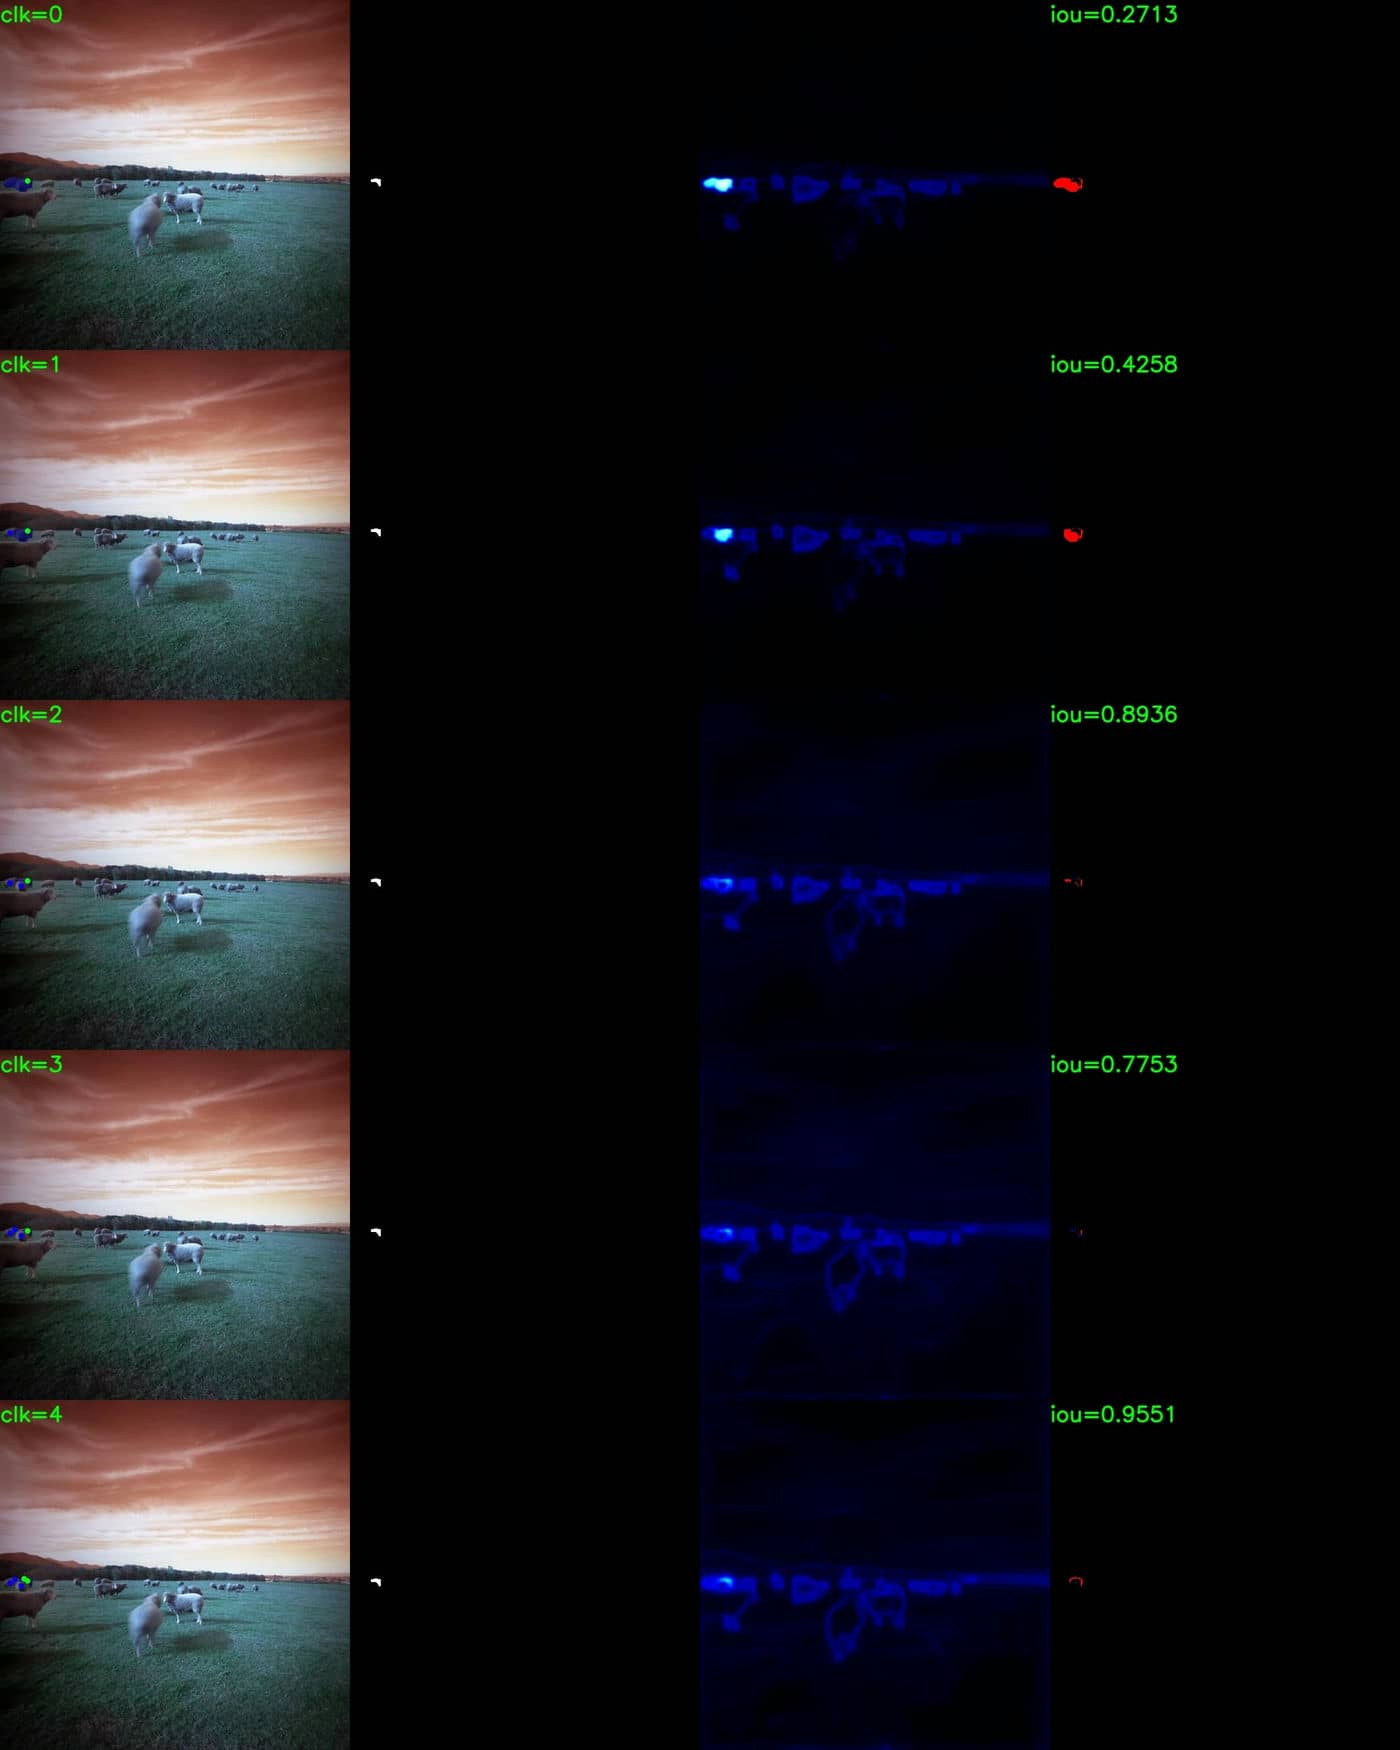 clk=0
iou=0.2713
clk=1
iou=0.4258
clk=2
iou=0.8936
clk=3
iou=0.7753
clk=4
iou=0.9551